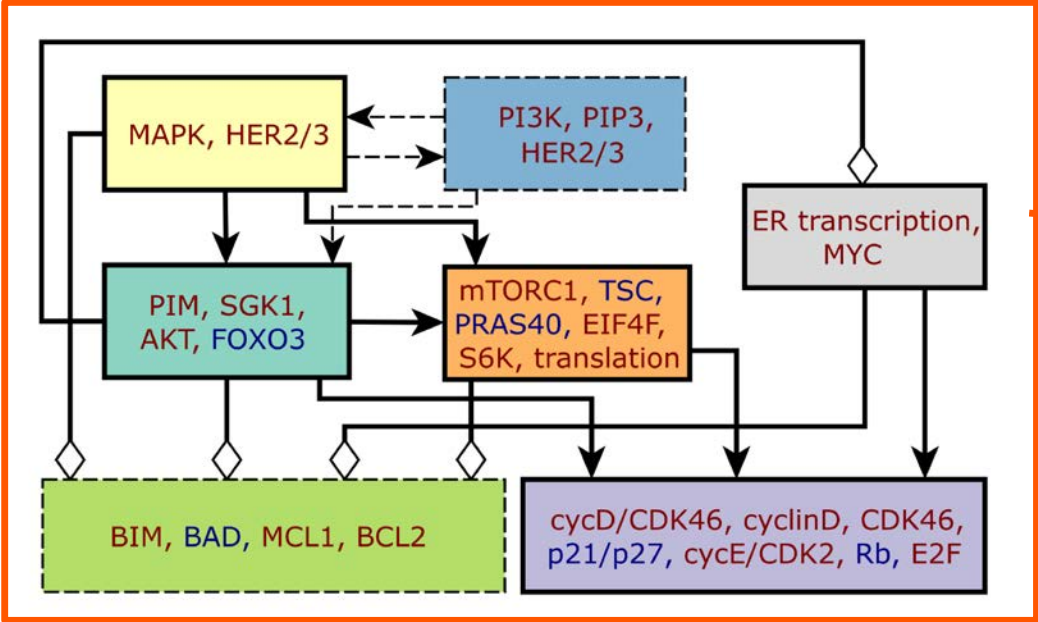 MAPK, HER2/3
PI3K, PIP3,
HER2/3
ER transcription,
MYC
PIM, SGK1,
AKT, FOXO3
mTORC1, TSC,
PRAS40, EIF4F,
S6K, translation
BIM, BAD, MCL1, BCL2
cycD/CDK46, cyclinD, CDK46,
p21/p27, cycE/CDK2, Rb, E2F